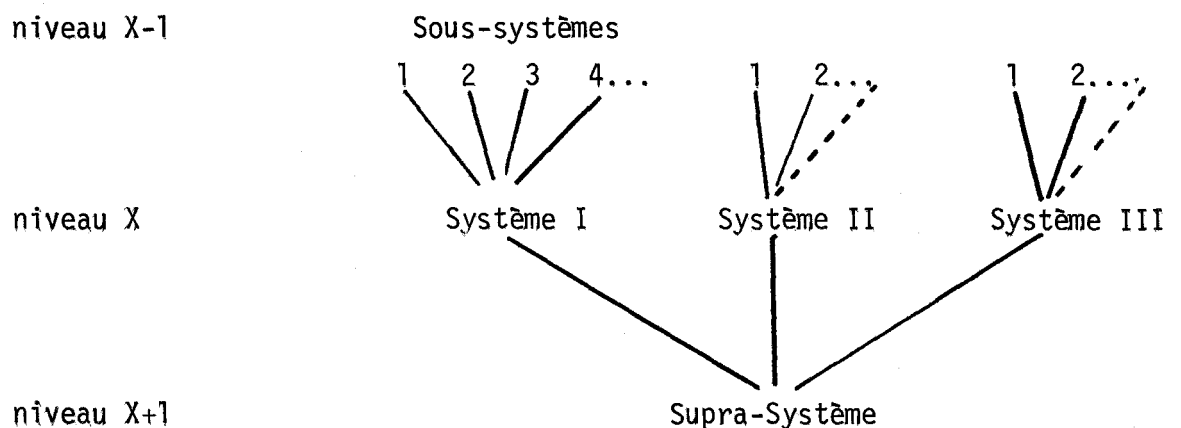 niveau X-1 Sous-systèmes
1 2 3 4... 1 2... 1 2....
niveau X Système I Système II Système III
niveau X+1 Supra-Système